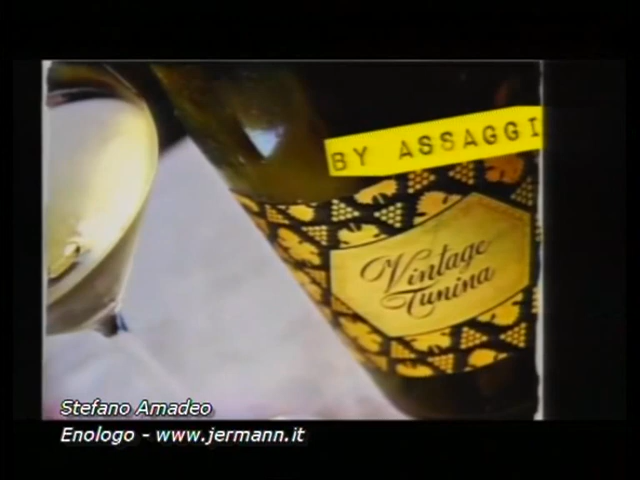 BY ASSAGGI
Vintage
Tunina
Stefano Amadeo
Enologo - www.jermann.it